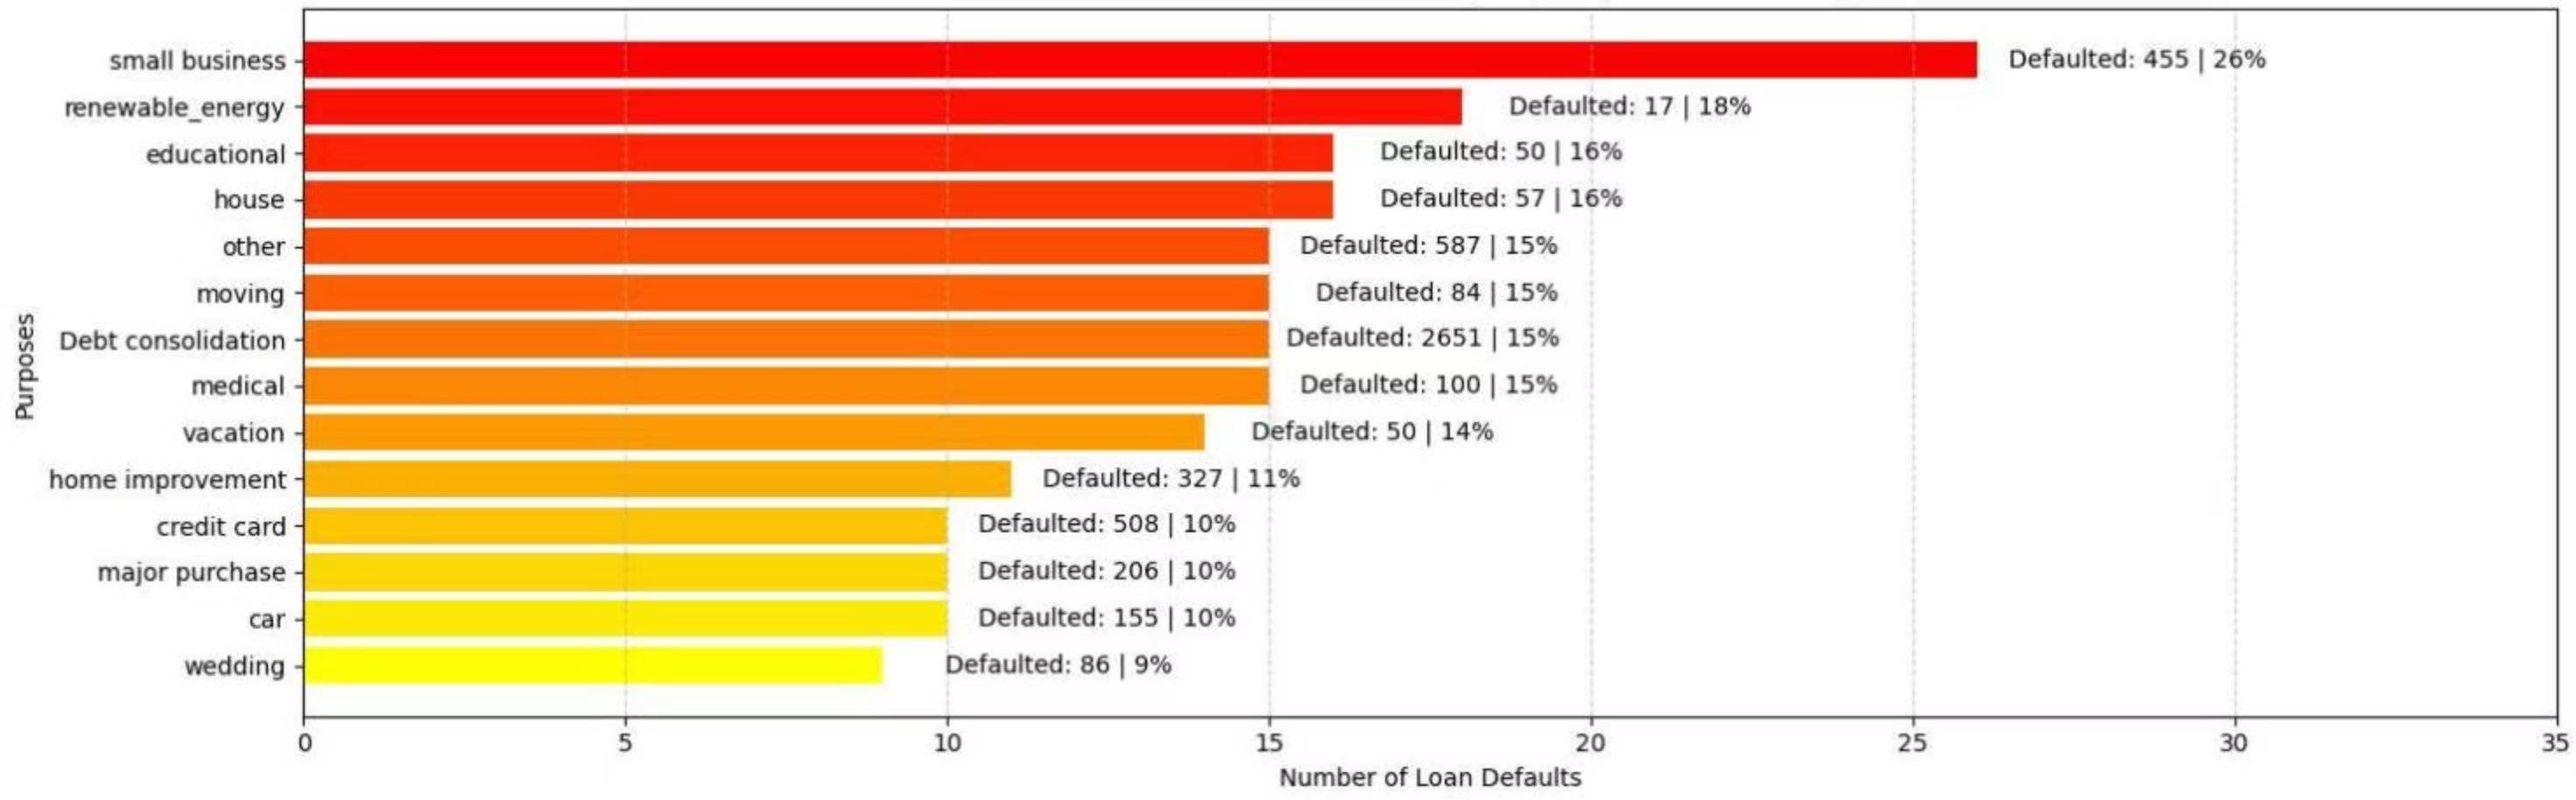 small business
Defaulted: 455 | 26%
renewable_energy
Defaulted: 17 | 18%
educational
Defaulted: 50 | 16%
house
Defaulted: 57 | 16%
other
Defaulted: 587 | 15%
moving
Defaulted: 84 | 15%
Debt consolidation
Defaulted: 2651 | 15%
medical
Defaulted: 100 | 15%
vacation
Defaulted: 50 | 14%
home improvement
Defaulted: 327 | 11%
credit card
Defaulted: 508 | 10%
major purchase
Defaulted: 206 | 10%
car
Defaulted: 155 | 10%
wedding
Defaulted: 86 | 9%
Purposes
0 5 10 15 20 25 30 35
Number of Loan Defaults